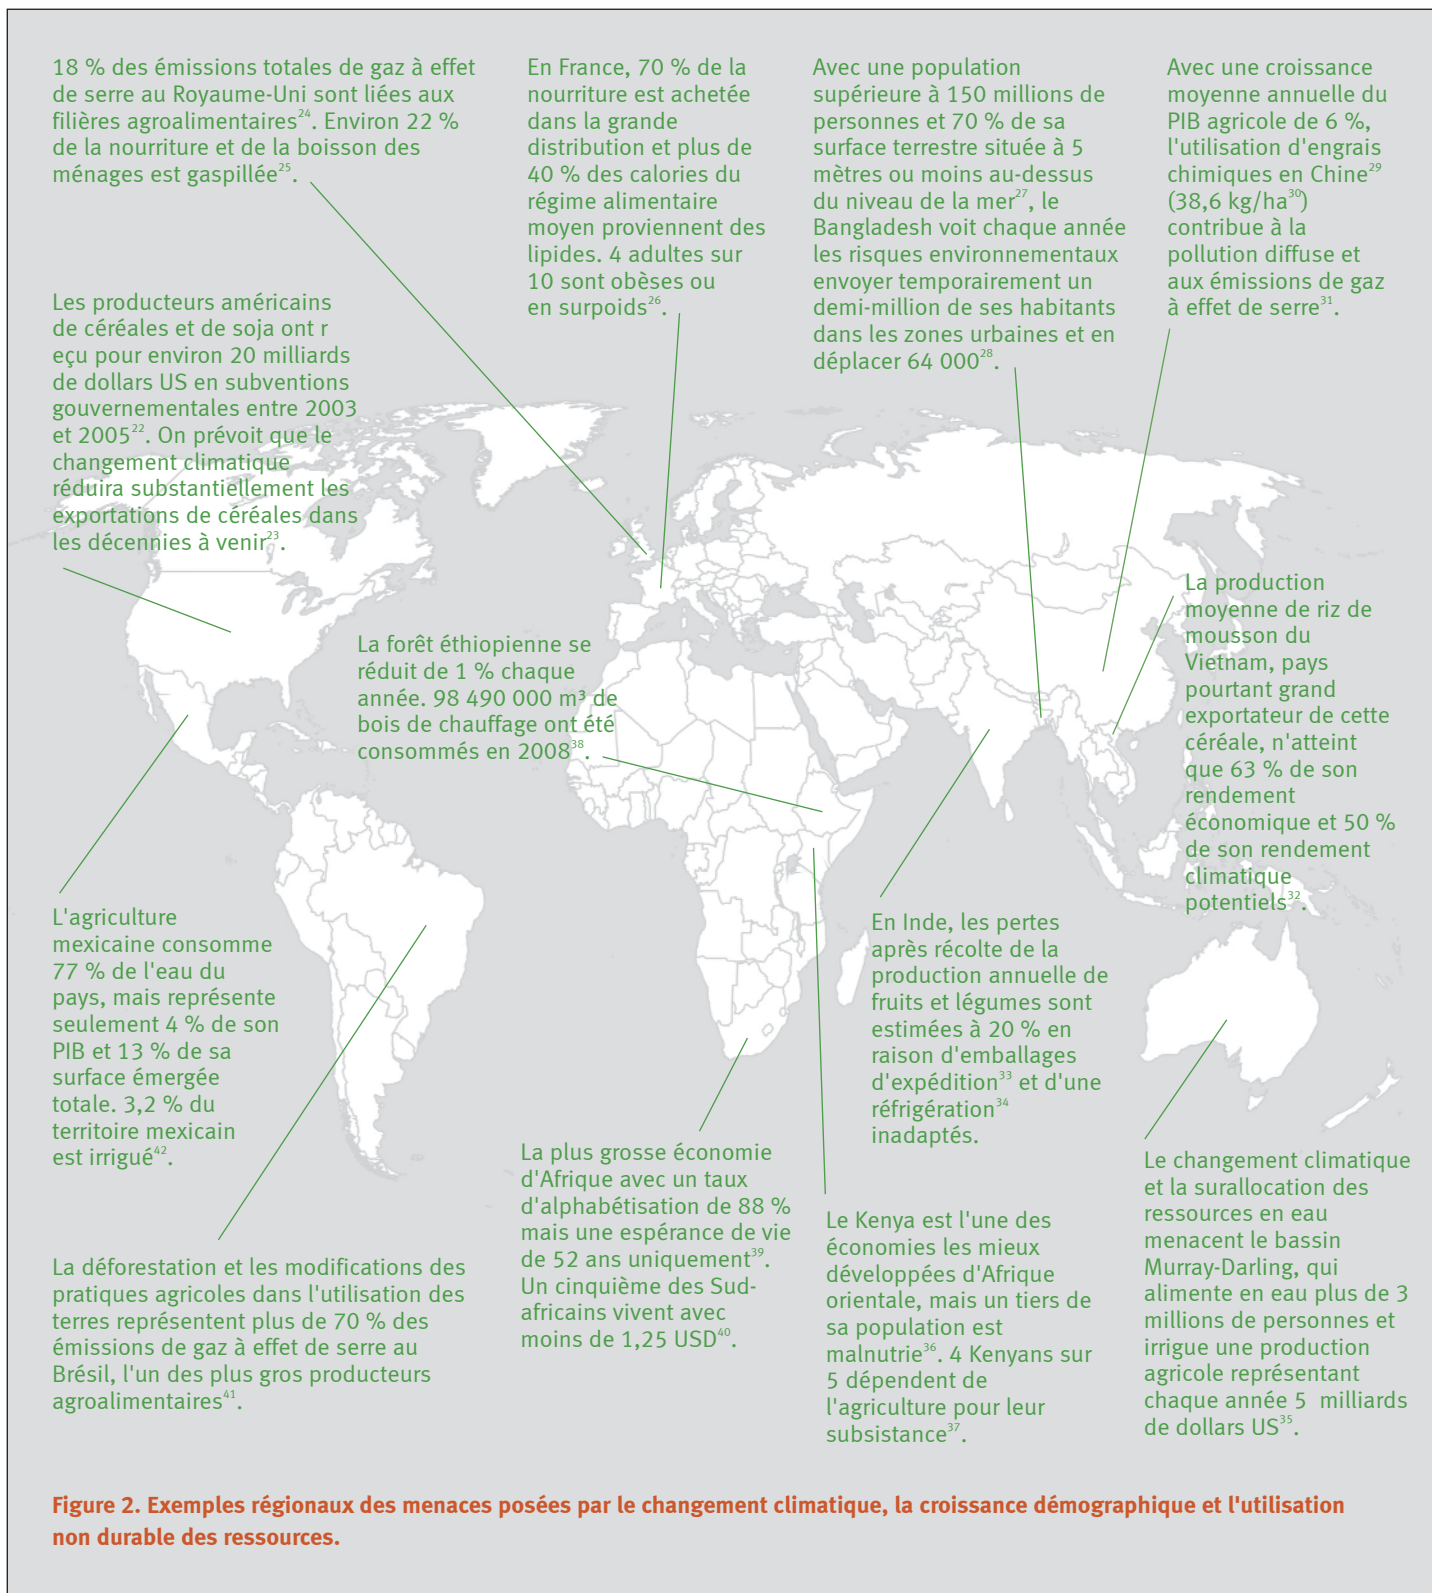 18 % des émissions totales de gaz à effet
de serre au Royaume-Uni sont liées aux
filières agroalimentaires²⁴. Environ 22 %
de la nourriture et de la boisson des
ménages est gaspillée²⁵.
En France, 70 % de la
nourriture est achetée
dans la grande
distribution et plus de
40 % des calories du
régime alimentaire
moyen proviennent des
lipides. 4 adultes sur
10 sont obèses ou
en surpoids²⁶.
Avec une population
supérieure à 150 millions de
personnes et 70 % de sa
surface terrestre située à 5
mètres ou moins au-dessus
du niveau de la mer²⁷, le
Bangladesh voit chaque année
les risques environnementaux
envoyer temporairement un
demi-million de ses habitants
dans les zones urbaines et en
déplacer 64 000²⁸.
Avec une croissance
moyenne annuelle du
PIB agricole de 6 %,
l'utilisation d'engrais
chimiques en Chine²⁹
(38,6 kg/ha³⁰)
contribue à la
pollution diffuse et
aux émissions de gaz
à effet de serre³¹.
Les producteurs américains
de céréales et de soja ont r
eçu pour environ 20 milliards
de dollars US en subventions
gouvernementales entre 2003
et 2005²². On prévoit que le
changement climatique
réduira substantiellement les
exportations de céréales dans
les décennies à venir²³.
La production
moyenne de riz de
mousson du
Vietnam, pays
pourtant grand
exportateur de cette
céréale, n'atteint
que 63 % de son
rendement
économique et 50 %
de son rendement
climatique
potentiels³².
La forêt éthiopienne se
réduit de 1 % chaque
année. 98 490 000 m³ de
bois de chauffage ont été
consommés en 2008³⁸.
L'agriculture
mexicaine consomme
77 % de l'eau du
pays, mais représente
seulement 4 % de son
PIB et 13 % de sa
surface émergée
totale. 3,2 % du
territoire mexicain
est irrigué⁴².
En Inde, les pertes
après récolte de la
production annuelle de
fruits et légumes sont
estimées à 20 % en
raison d'emballages
d'expédition³³ et d'une
réfrigération³⁴
inadaptés.
La déforestation et les modifications des
pratiques agricoles dans l'utilisation des
terres représentent plus de 70 % des
émissions de gaz à effet de serre au
Brésil, l'un des plus gros producteurs
agroalimentaires⁴¹.
La plus grosse économie
d'Afrique avec un taux
d'alphabétisation de 88 %
mais une espérance de vie
de 52 ans uniquement³⁹.
Un cinquième des Sud-
africains vivent avec
moins de 1,25 USD⁴⁰.
Le Kenya est l'une des
économies les mieux
développées d'Afrique
orientale, mais un tiers de
sa population est
malnutrie³⁶. 4 Kenyans sur
5 dépendent de
l'agriculture pour leur
subsistance³⁷.
Le changement climatique
et la surallocation des
ressources en eau
menacent le bassin
Murray-Darling, qui
alimente en eau plus de 3
millions de personnes et
irrigue une production
agricole représentant
chaque année 5 milliards
de dollars US³⁵.
Figure 2. Exemples régionaux des menaces posées par le changement climatique, la croissance démographique et l'utilisation
non durable des ressources.